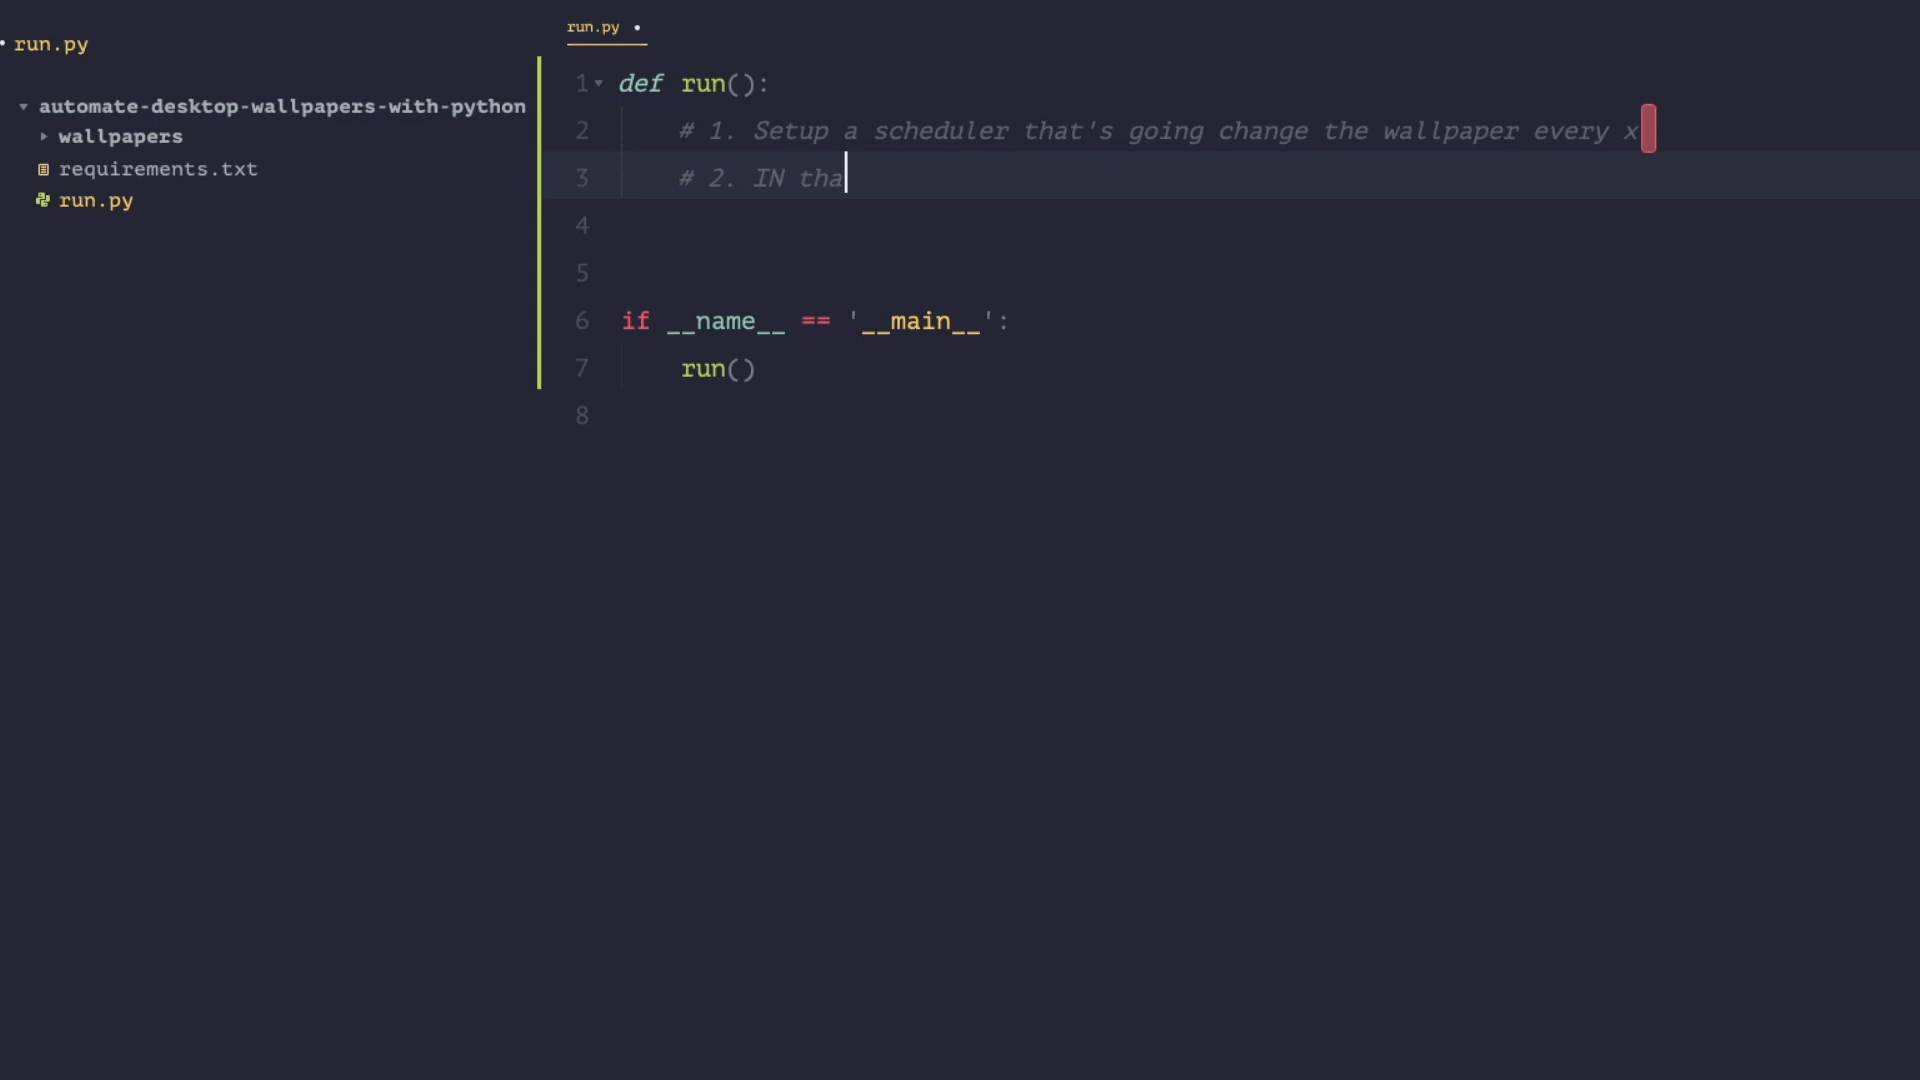 run.py
automate-desktop-wallpapers-with-python
wallpapers
requirements.txt
run.py
run.py
1 def run():
2 # 1. Setup a scheduler that's going change the wallpaper every x
3 # 2. IN tha
4
5
6 if __name__ == '__main__':
7 run()
8